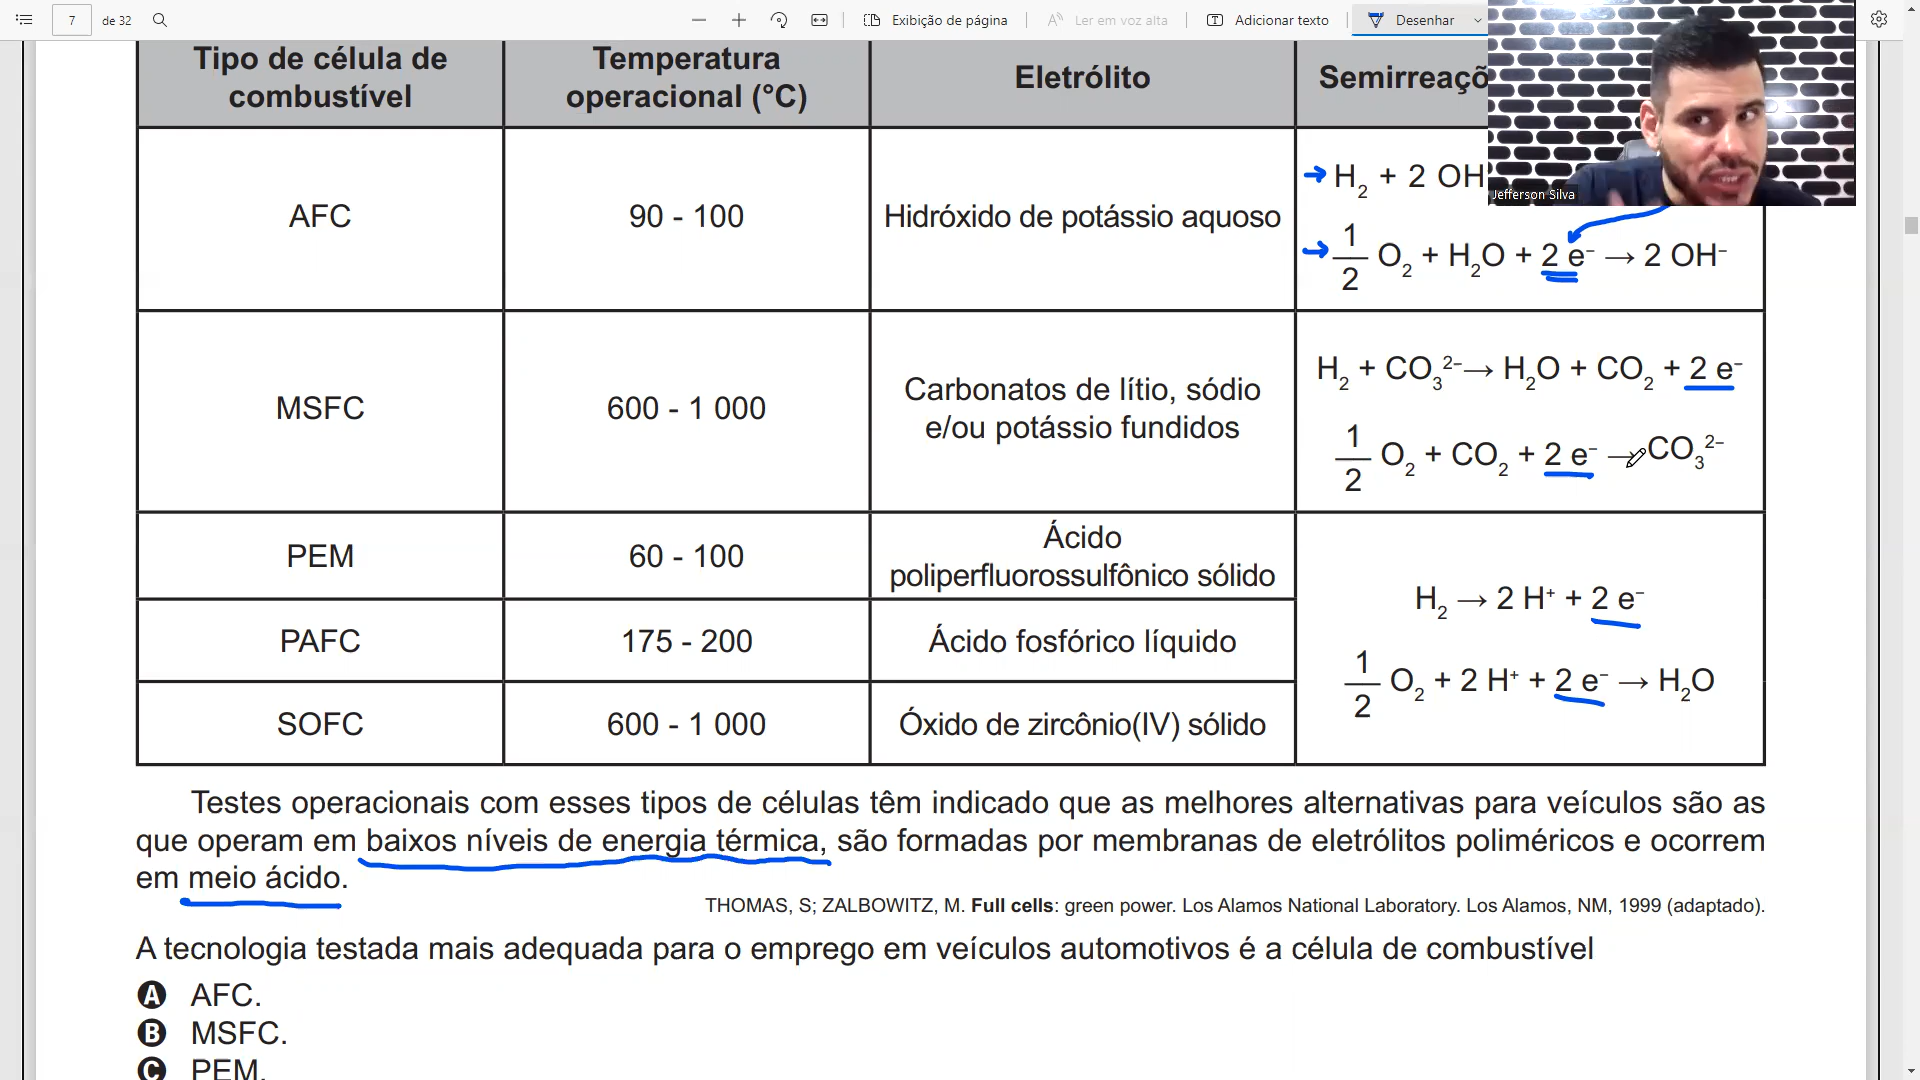 7 de 32 Exibição de página Ler em voz alta Adicionar texto Desenhar
Tipo de célula de combustível
Temperatura operacional (°C)
Eletrólito
Semirreaçõ
AFC
90 - 100
Hidróxido de potássio aquoso
→ H₂ + 2 OH
→ 1/2 O₂ + H₂O + 2 e⁻ → 2 OH⁻
MSFC
600 - 1 000
Carbonatos de lítio, sódio
e/ou potássio fundidos
H₂ + CO₃²⁻ → H₂O + CO₂ + 2 e⁻
1/2 O₂ + CO₂ + 2 e⁻ → CO₃²⁻
PEM
60 - 100
Ácido
poliperfluorossulfônico sólido
PAFC
175 - 200
Ácido fosfórico líquido
SOFC
600 - 1 000
Óxido de zircônio(IV) sólido
H₂ → 2 H⁺ + 2 e⁻
1/2 O₂ + 2 H⁺ + 2 e⁻ → H₂O
Jefferson Silva
Testes operacionais com esses tipos de células têm indicado que as melhores alternativas para veículos são as
que operam em baixos níveis de energia térmica, são formadas por membranas de eletrólitos poliméricos e ocorrem
em meio ácido.
THOMAS, S; ZALBOWITZ, M. Full cells: green power. Los Alamos National Laboratory. Los Alamos, NM, 1999 (adaptado).
A tecnologia testada mais adequada para o emprego em veículos automotivos é a célula de combustível
A AFC.
B MSFC.
C PEM.